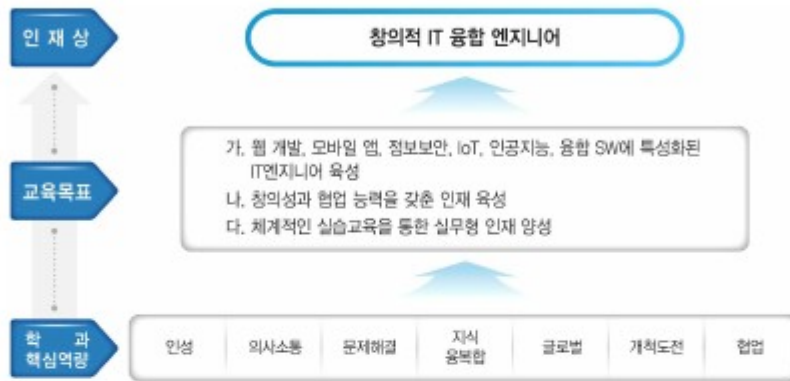 인 재 상
창의적 IT 융합 엔지니어
교육목표
가. 웹 개발, 모바일 앱, 정보보안, IoT, 인공지능, 융합 SW에 특성화된
IT엔지니어 육성
나. 창의성과 협업 능력을 갖춘 인재 육성
다. 체계적인 실습교육을 통한 실무형 인재 양성
학 과
핵심역량
인성
의사소통
문제해결
지식
융복합
글로벌
개척도전
협업